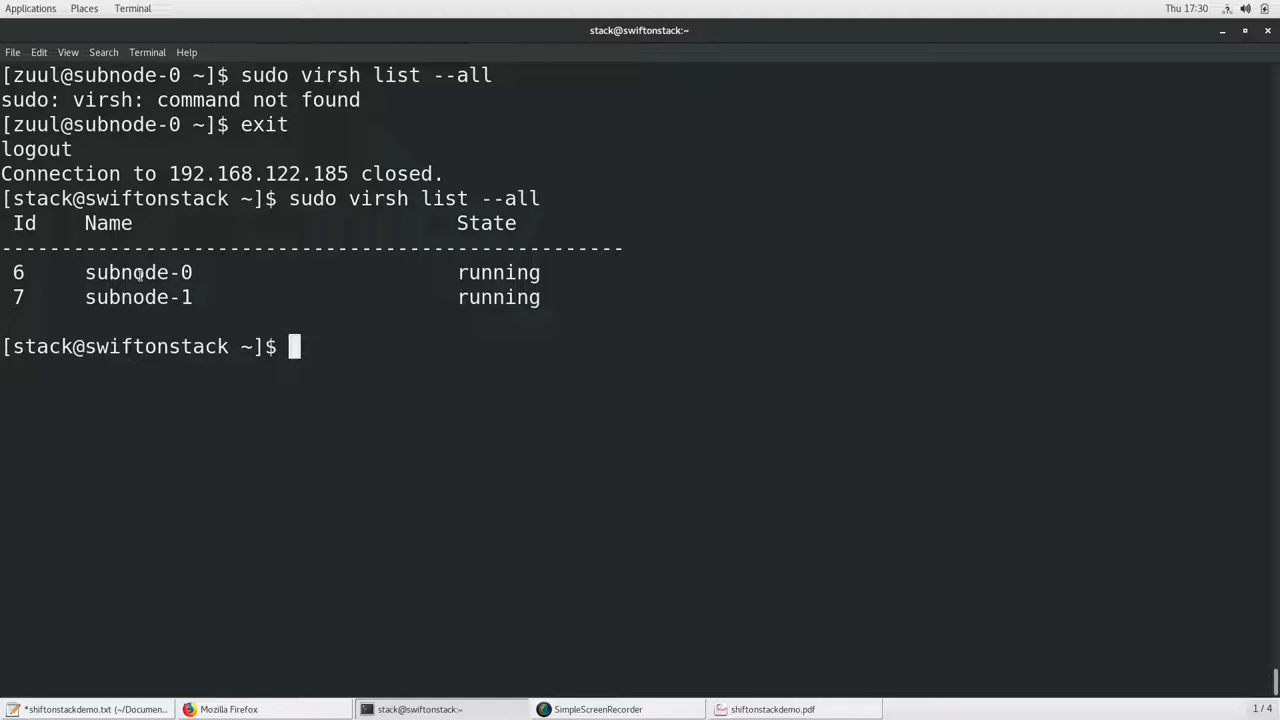 Applications Places Terminal Thu 17:30
stack@swiftonstack:~
File Edit View Search Terminal Help
[zuul@subnode-0 ~]$ sudo virsh list --all
sudo: virsh: command not found
[zuul@subnode-0 ~]$ exit
logout
Connection to 192.168.122.185 closed.
[stack@swiftonstack ~]$ sudo virsh list --all
Id Name State
----------------------------------------------------
6 subnode-0 running
7 subnode-1 running
[stack@swiftonstack ~]$
*shiftonstackdemo.txt (~/Documen... Mozilla Firefox stack@swiftonstack:~ SimpleScreenRecorder shiftonstackdemo.pdf 1 / 4